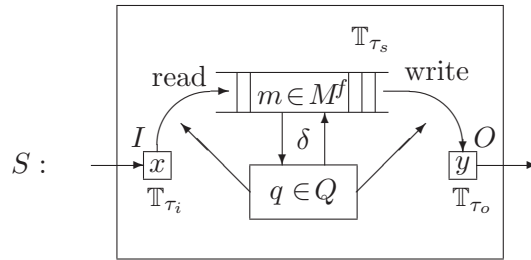 𝕋_{τ_s}
read
write
m ∈ M^f
I
δ
O
S :
x
q ∈ Q
y
𝕋_{τ_i}
𝕋_{τ_o}